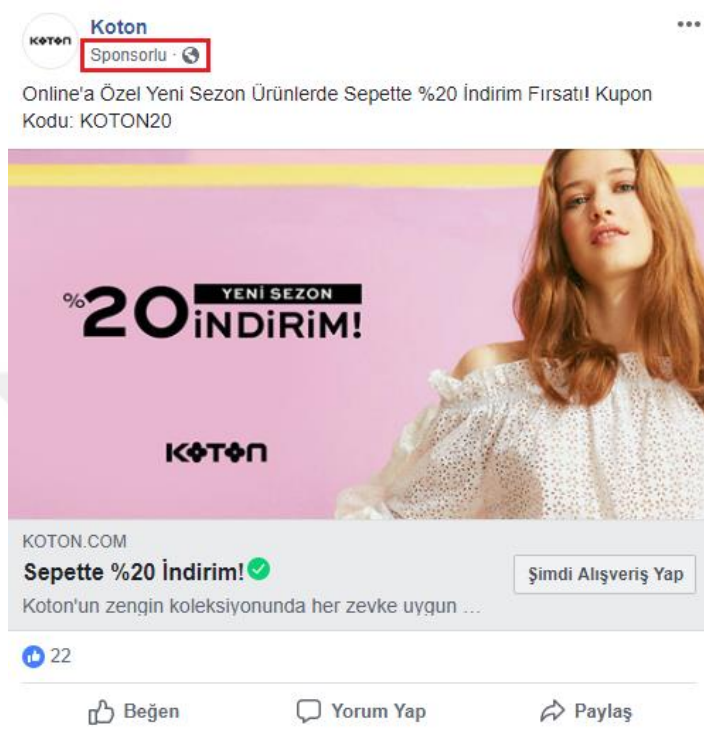 KOTON
Koton
Sponsorlu ·
Online'a Özel Yeni Sezon Ürünlerde Sepette %20 İndirim Fırsatı! Kupon
Kodu: KOTON20
%20 YENİ SEZON
İNDİRİM!
KOTON
KOTON.COM
Sepette %20 İndirim!
Şimdi Alışveriş Yap
Koton'un zengin koleksiyonunda her zevke uygun ...
22
Beğen
Yorum Yap
Paylaş